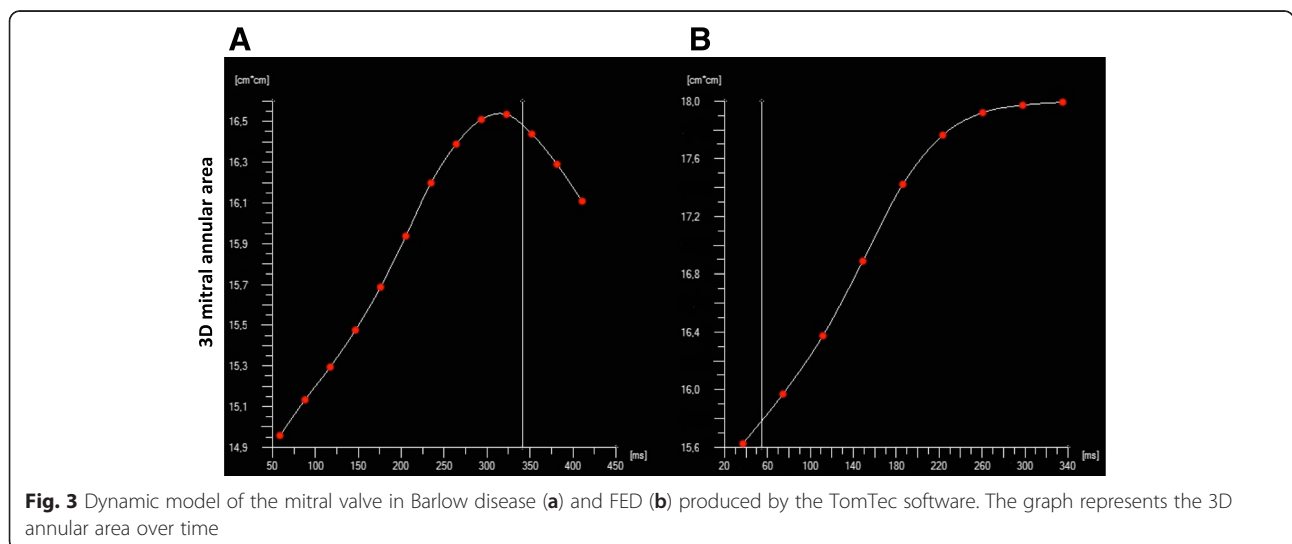 A
B
[cm^cm]
16,5
16,3
16,1
15,9
15,7
15,5
15,3
15,1
14,9
50 100 150 200 250 300 350 400 450
[ms]
3D mitral annular area
[cm^cm]
18,0
17,6
17,2
16,8
16,4
16,0
15,6
20 60 100 140 180 220 260 300 340
[ms]
Fig. 3 Dynamic model of the mitral valve in Barlow disease (a) and FED (b) produced by the TomTec software. The graph represents the 3D
annular area over time